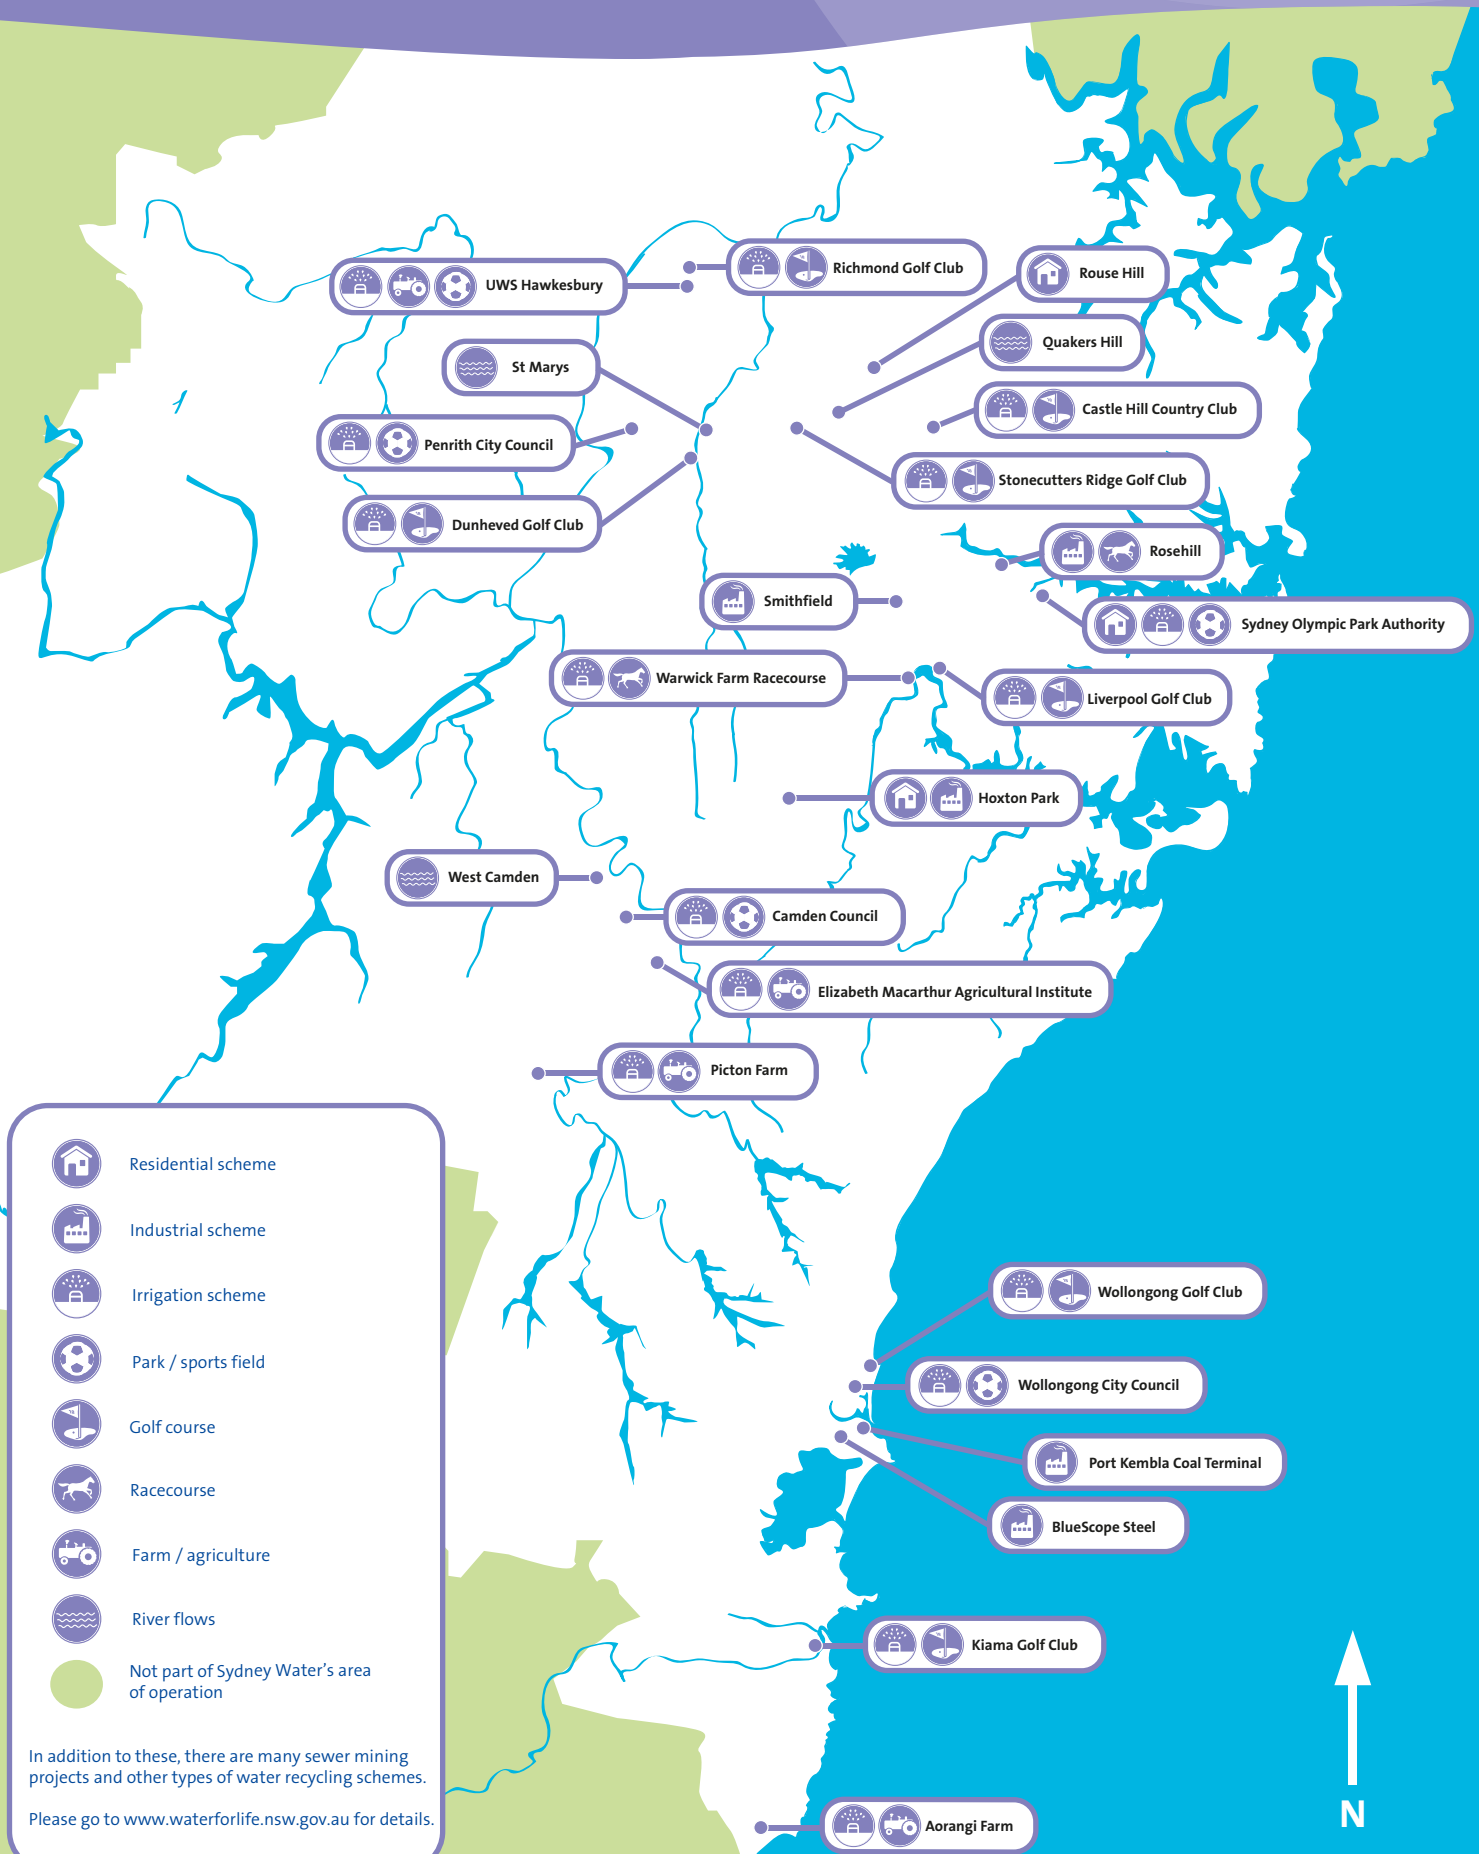 Richmond Golf Club
Rouse Hill
UWS Hawkesbury
Quakers Hill
St Marys
Castle Hill Country Club
Penrith City Council
Stonecutters Ridge Golf Club
Dunheved Golf Club
Rosehill
Smithfield
Sydney Olympic Park Authority
Warwick Farm Racecourse
Liverpool Golf Club
Hoxton Park
West Camden
Camden Council
Elizabeth Macarthur Agricultural Institute
Picton Farm
Residential scheme
Industrial scheme
Irrigation scheme
Park / sports field
Golf course
Racecourse
Farm / agriculture
River flows
Not part of Sydney Water's area
of operation
In addition to these, there are many sewer mining
projects and other types of water recycling schemes.
Please go to www.waterforlife.nsw.gov.au for details.
Wollongong Golf Club
Wollongong City Council
Port Kembla Coal Terminal
BlueScope Steel
Kiama Golf Club
Aorangi Farm
N